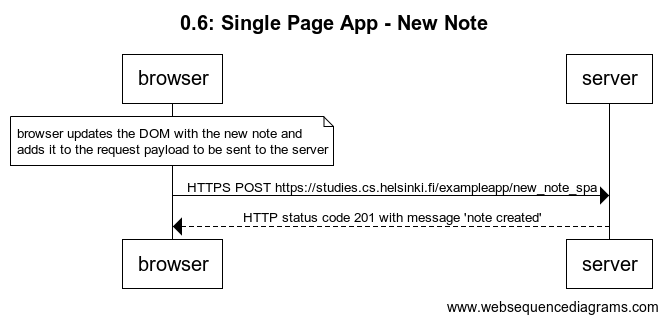 0.6: Single Page App - New Note
browser
server
browser updates the DOM with the new note and
adds it to the request payload to be sent to the server
HTTPS POST https://studies.cs.helsinki.fi/exampleapp/new_note_spa
HTTP status code 201 with message 'note created'
browser
server
www.websequencediagrams.com